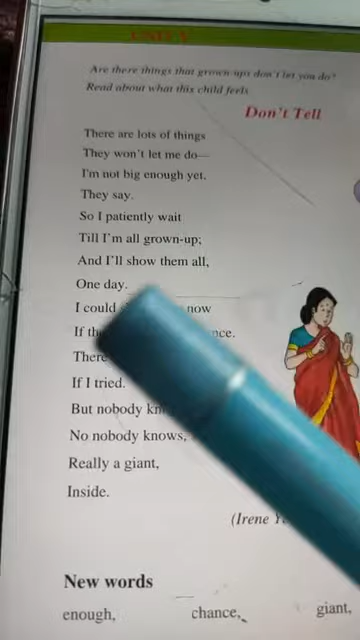 UNIT
Are there things that grown-ups don't let you do?
Read about what this child feels
Don't Tell
There are lots of things
They won't let me do—
I'm not big enough yet,
They say.
So I patiently wait
Till I'm all grown-up;
And I'll show them all,
One day.
I could now
If
There
If I tried.
But nobody
No nobody knows,
Really a giant,
Inside.
(Irene
New words
enough, chance, giant,